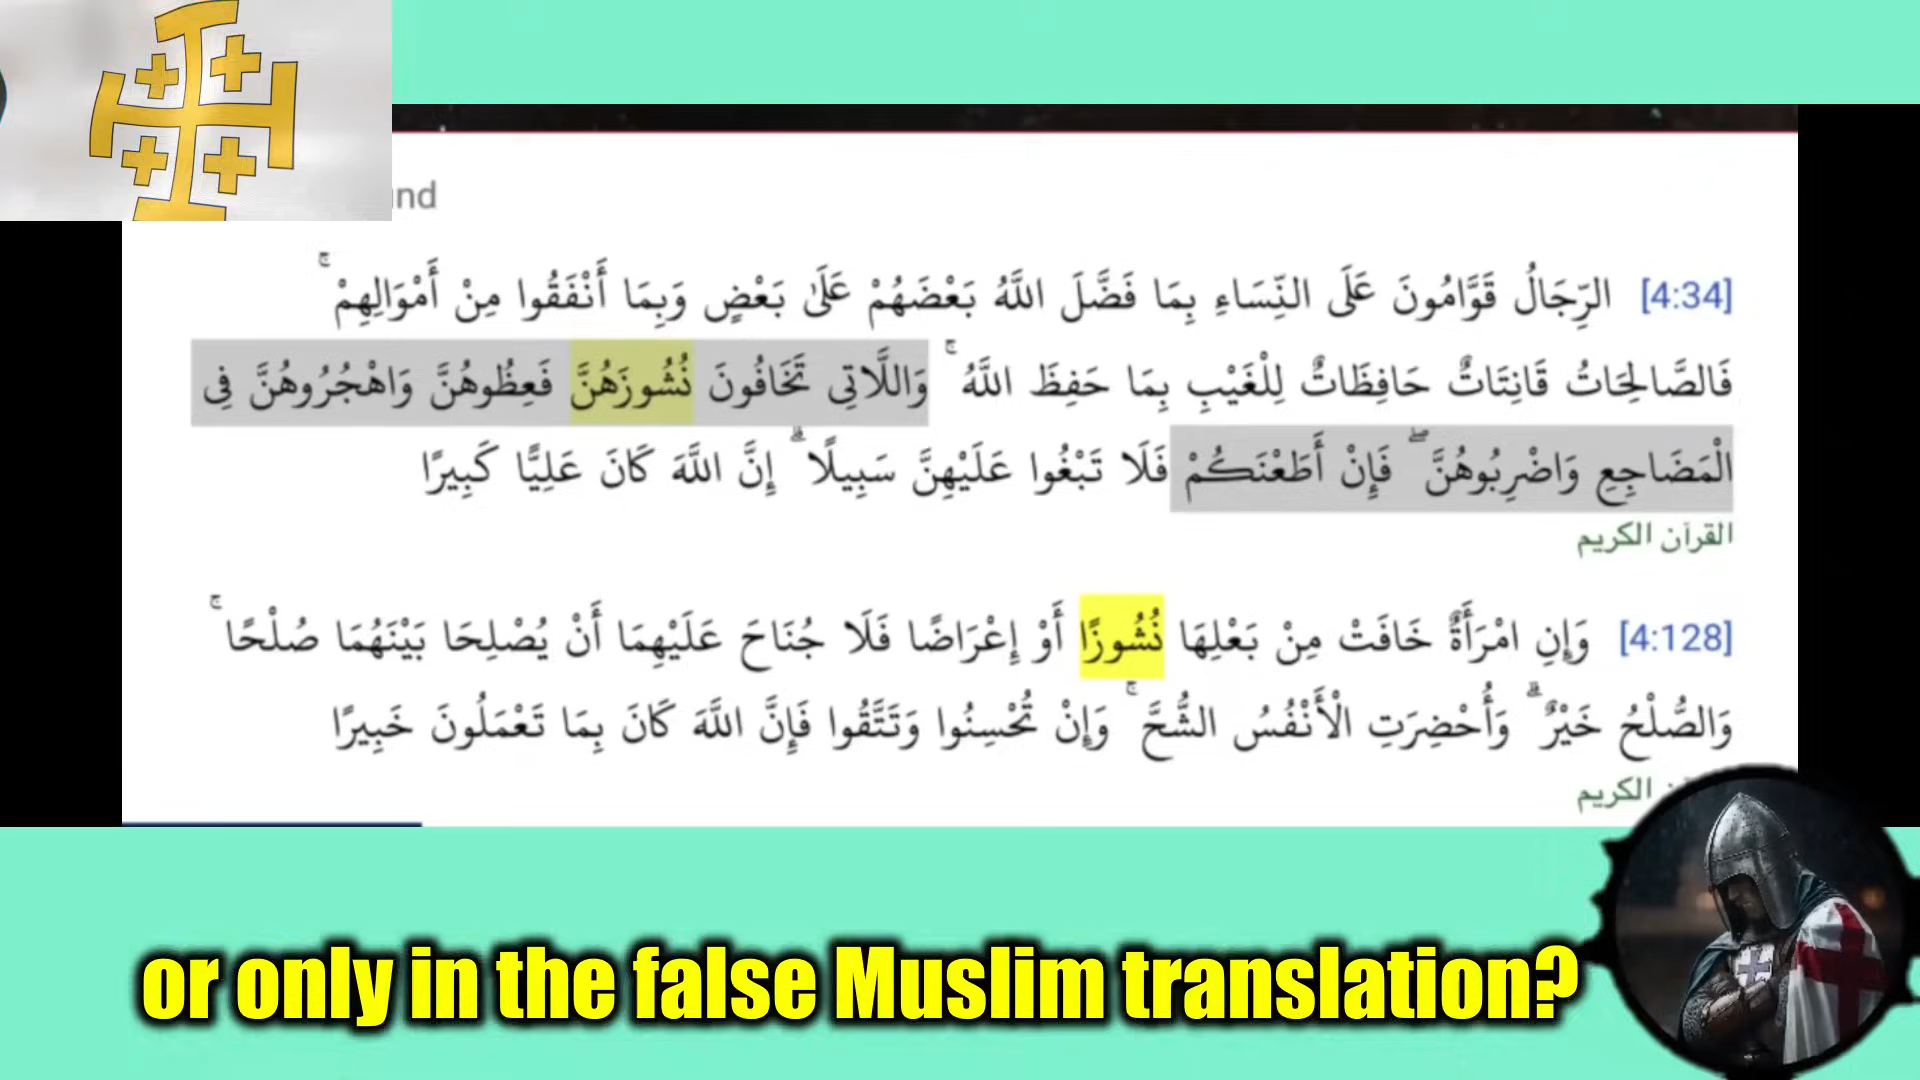 und
[4:34] الرِّجَالُ قَوَّامُونَ عَلَى النِّسَاءِ بِمَا فَضَّلَ اللَّهُ بَعْضَهُمْ عَلَىٰ بَعْضٍ وَبِمَا أَنْفَقُوا مِنْ أَمْوَالِهِمْ ۚ
فَالصَّالِحَاتُ قَانِتَاتٌ حَافِظَاتٌ لِلْغَيْبِ بِمَا حَفِظَ اللَّهُ ۚ وَاللَّاتِي تَخَافُونَ نُشُوزَهُنَّ فَعِظُوهُنَّ وَاهْجُرُوهُنَّ فِي
الْمَضَاجِعِ وَاضْرِبُوهُنَّ ۖ فَإِنْ أَطَعْنَكُمْ فَلَا تَبْغُوا عَلَيْهِنَّ سَبِيلًا ۗ إِنَّ اللَّهَ كَانَ عَلِيًّا كَبِيرًا
القرآن الكريم
[4:128] وَإِنِ امْرَأَةٌ خَافَتْ مِنْ بَعْلِهَا نُشُوزًا أَوْ إِعْرَاضًا فَلَا جُنَاحَ عَلَيْهِمَا أَنْ يُصْلِحَا بَيْنَهُمَا صُلْحًا ۚ
وَالصُّلْحُ خَيْرٌ ۗ وَأُحْضِرَتِ الْأَنْفُسُ الشُّحَّ ۚ وَإِنْ تُحْسِنُوا وَتَتَّقُوا فَإِنَّ اللَّهَ كَانَ بِمَا تَعْمَلُونَ خَبِيرًا
الكريم
or only in the false Muslim translation?